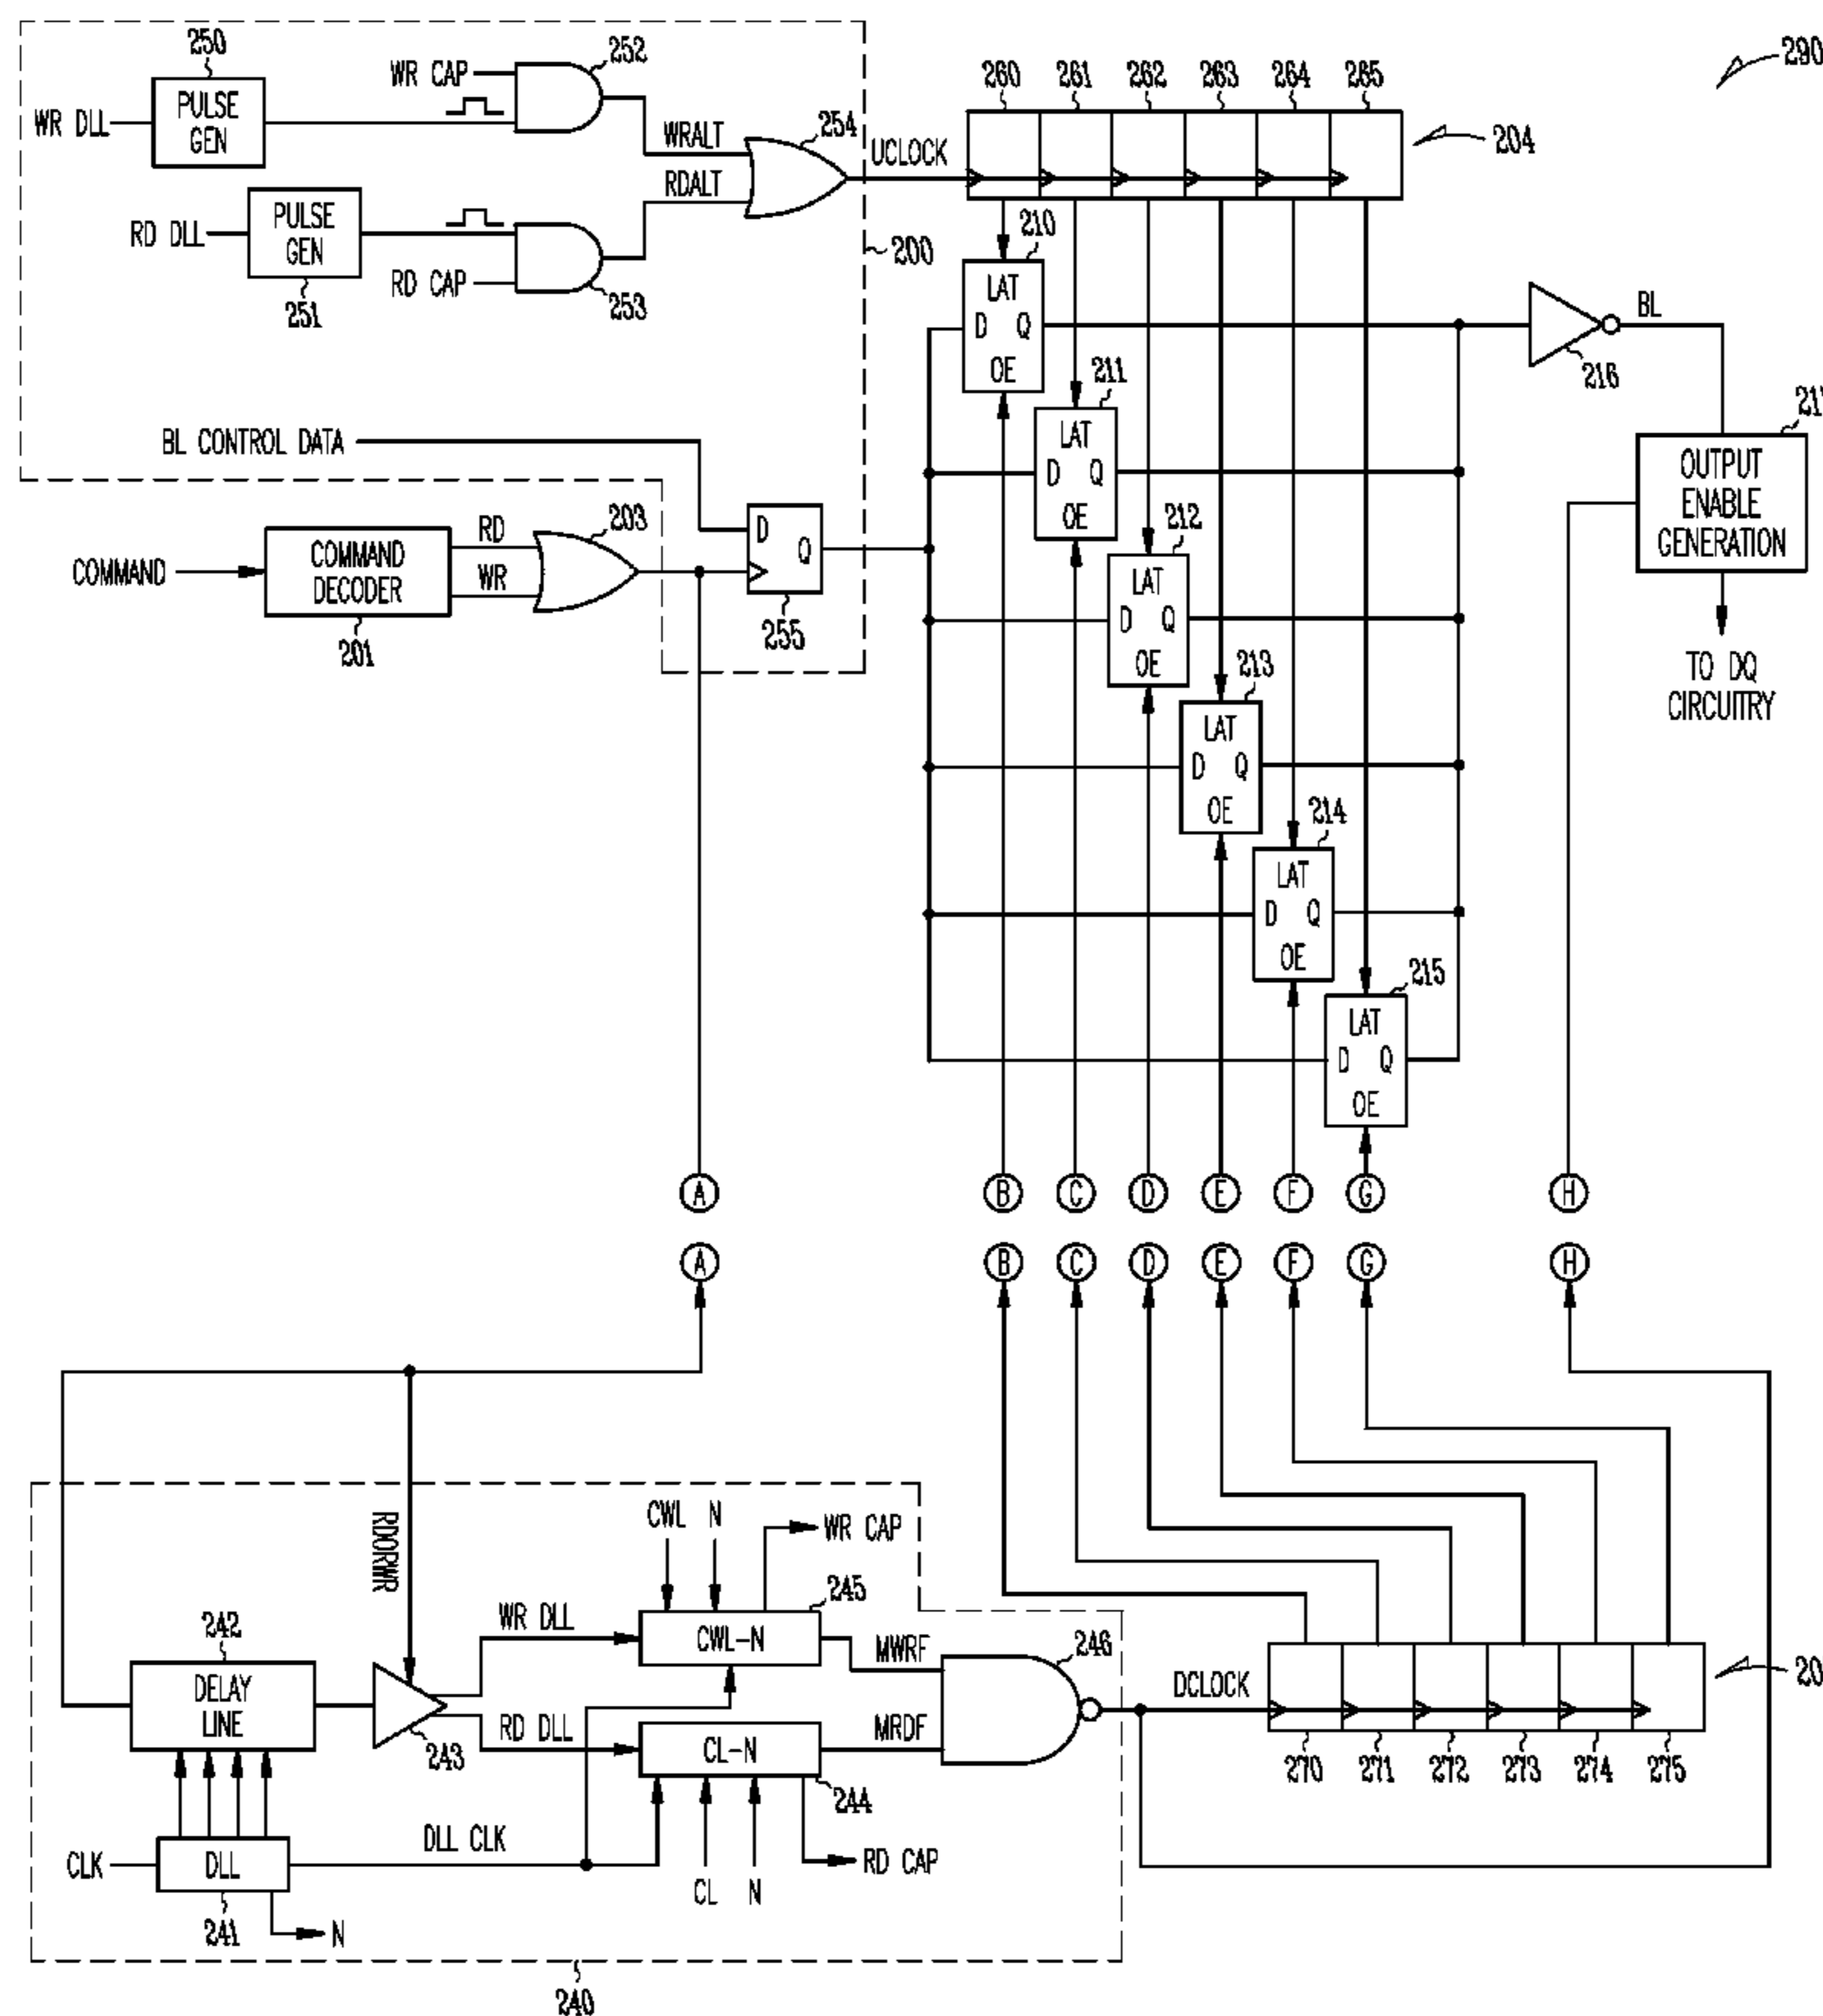 290
250
WR DLL
PULSE GEN
WR CAP
252
WRALT
254
UCLOCK
260 261 262 263 264 265
204
RD DLL
PULSE GEN
251
RD CAP
253
RDALT
200
210
LAT
D Q
OE
211
LAT
D Q
OE
212
LAT
D Q
OE
213
LAT
D Q
OE
214
LAT
D Q
OE
215
LAT
D Q
OE
216
BL
OUTPUT
ENABLE
GENERATION
TO DQ
CIRCUITRY
BL CONTROL DATA
COMMAND
COMMAND
DECODER
201
RD
WR
203
D
Q
255
A B C D E F G H
A B C D E F G H
RDORWR
242
DELAY
LINE
243
WR DLL
RD DLL
CWL N
WR CAP
245
CWL-N
CL-N
244
CL N
RD CAP
MWRF
MRDF
246
DCLOCK
270 271 272 273 274 275
CLK
DLL
241
N
DLL CLK
240